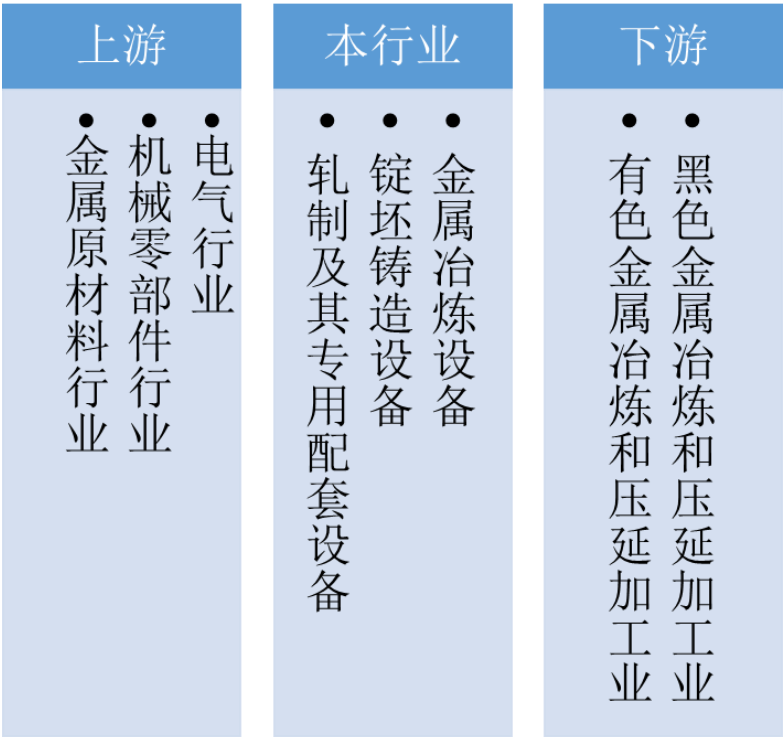 上游
• 电气行业
• 机械零部件行业
• 金属原材料行业
本行业
• 金属冶炼设备
• 锭坯铸造设备
• 轧制及其专用配套设备
下游
• 黑色金属冶炼和压延加工业
• 有色金属冶炼和压延加工业